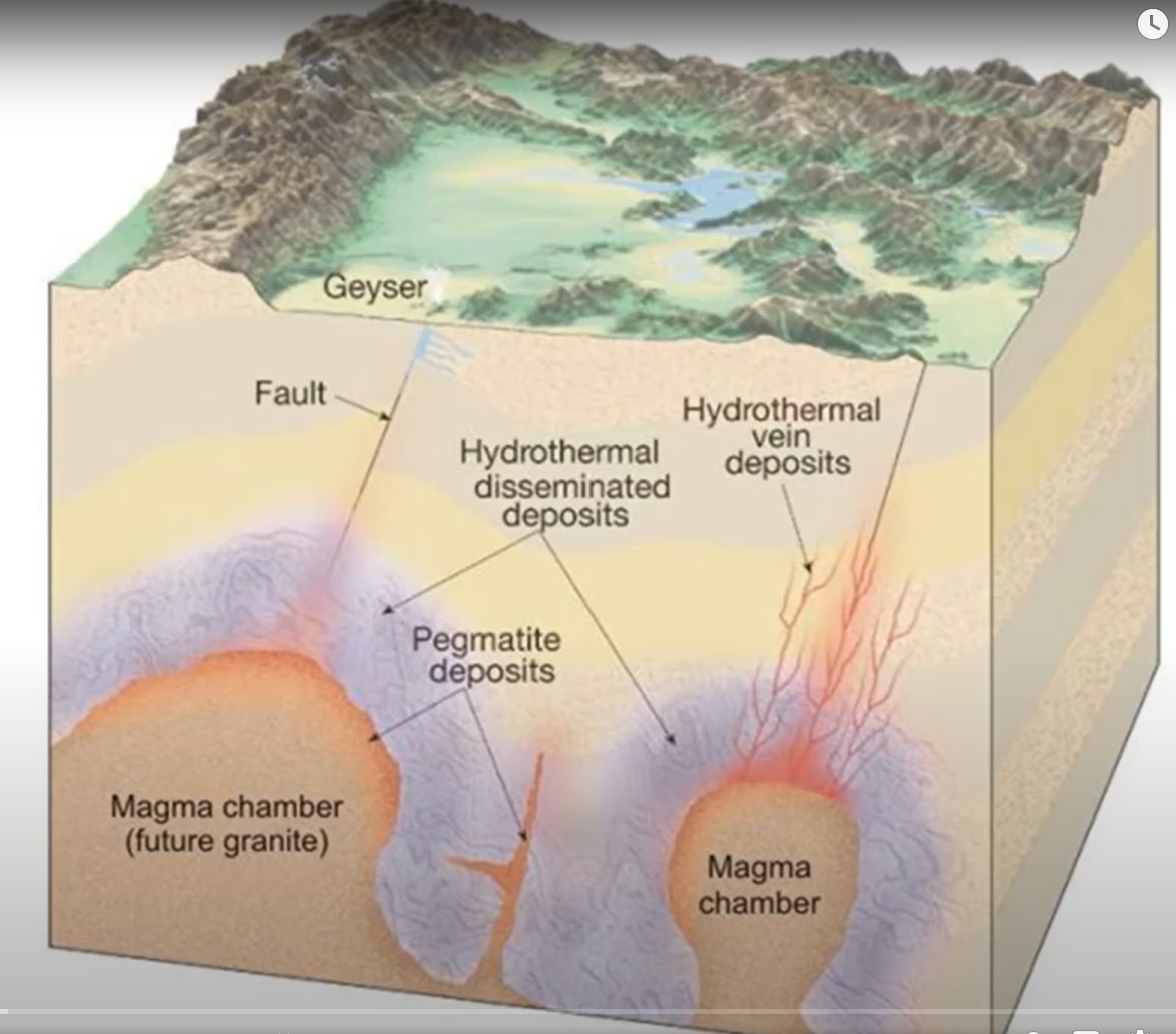 Geyser
Fault
Hydrothermal
vein
deposits
Hydrothermal
disseminated
deposits
Pegmatite
deposits
Magma chamber
(future granite)
Magma
chamber